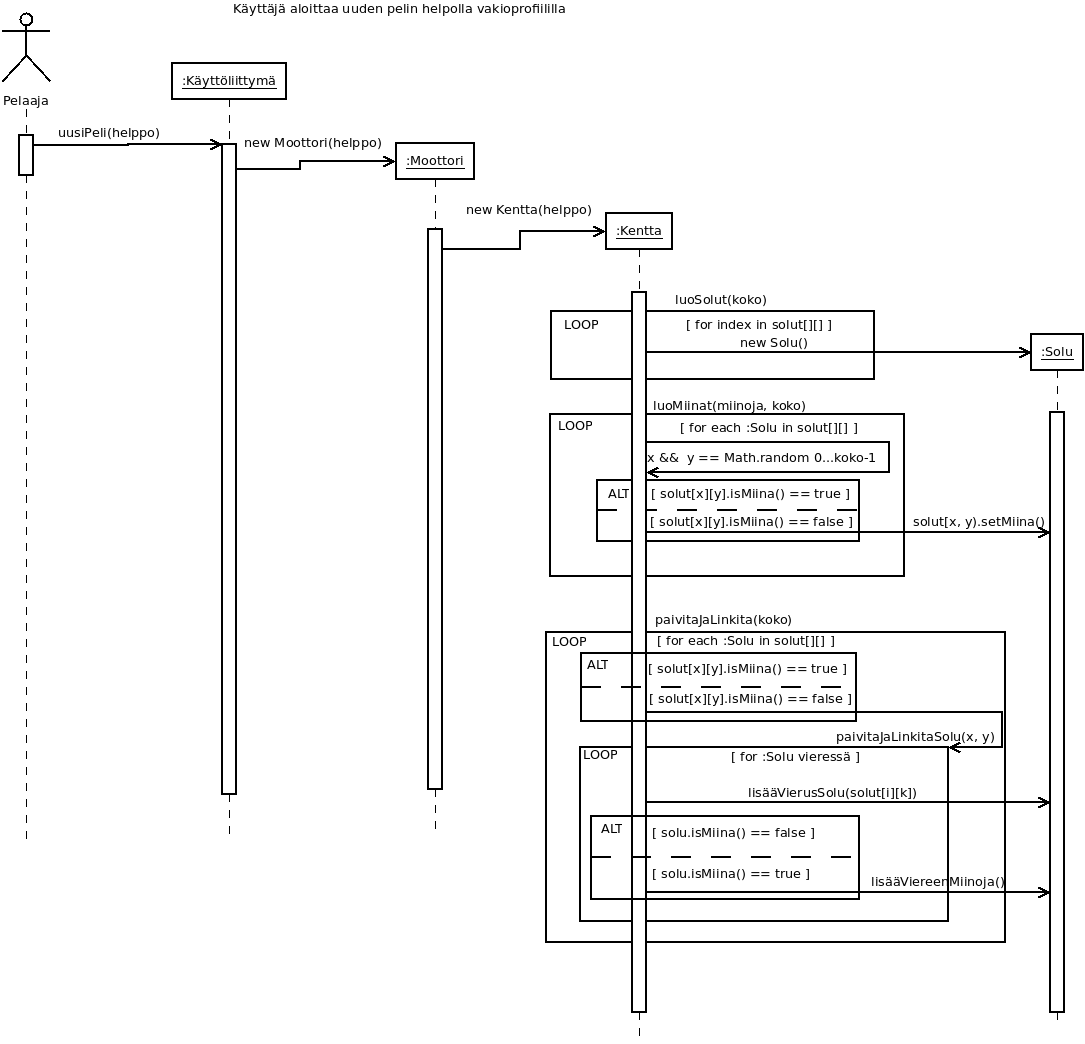 Käyttäjä aloittaa uuden pelin helpolla vakioprofiililla
:Käyttöliittymä
Pelaaja
uusiPeli(helppo)
new Moottori(helppo)
:Moottori
new Kentta(helppo)
:Kentta
luoSolut(koko)
LOOP
[ for index in solut[][] ]
new Solu()
:Solu
luoMiinat(miinoja, koko)
LOOP
[ for each :Solu in solut[][] ]
x && y == Math.random 0...koko-1
ALT
[ solut[x][y].isMiina() == true ]
[ solut[x][y].isMiina() == false ]
solut[x, y).setMiina()
paivitaJaLinkita(koko)
LOOP
[ for each :Solu in solut[][] ]
ALT
[ solut[x][y].isMiina() == true ]
[ solut[x][y].isMiina() == false ]
paivitaJaLinkitaSolu(x, y)
LOOP
[ for :Solu vieressä ]
lisääVierusSolu(solut[i][k])
ALT
[ solu.isMiina() == false ]
[ solu.isMiina() == true ]
lisääViereenMiinoja()